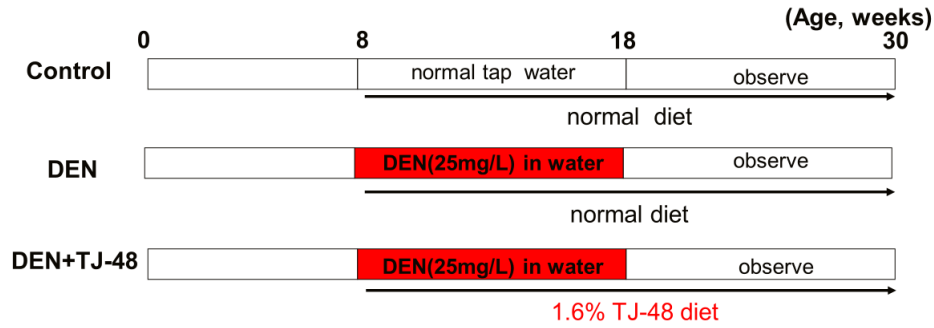 (Age, weeks)
0 8 18 30
Control normal tap water observe
normal diet
DEN DEN(25mg/L) in water observe
normal diet
DEN+TJ-48 DEN(25mg/L) in water observe
1.6% TJ-48 diet